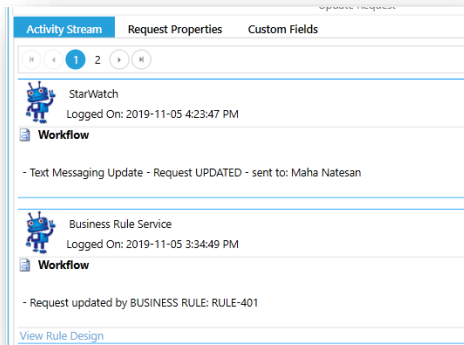 Update Request
Activity Stream Request Properties Custom Fields
1 2
StarWatch
Logged On: 2019-11-05 4:23:47 PM
Workflow
- Text Messaging Update - Request UPDATED - sent to: Maha Natesan
Business Rule Service
Logged On: 2019-11-05 3:34:49 PM
Workflow
- Request updated by BUSINESS RULE: RULE-401
View Rule Design